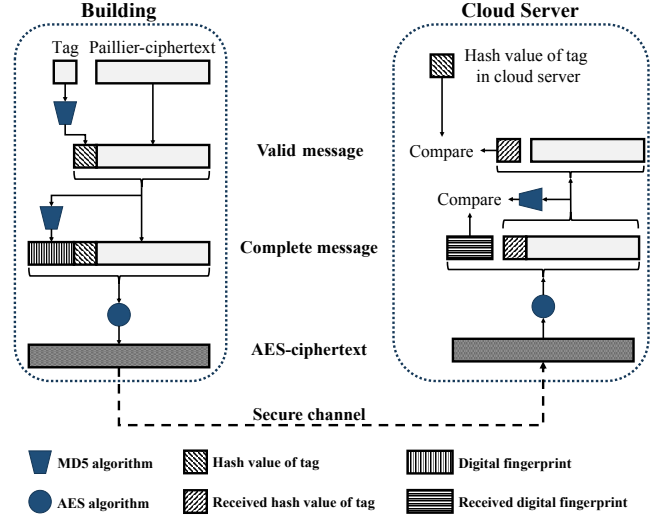 Building
Cloud Server
Tag
Paillier-ciphertext
Hash value of tag
in cloud server
Valid message
Compare
Compare
Complete message
AES-ciphertext
Secure channel
MD5 algorithm
Hash value of tag
Digital fingerprint
AES algorithm
Received hash value of tag
Received digital fingerprint